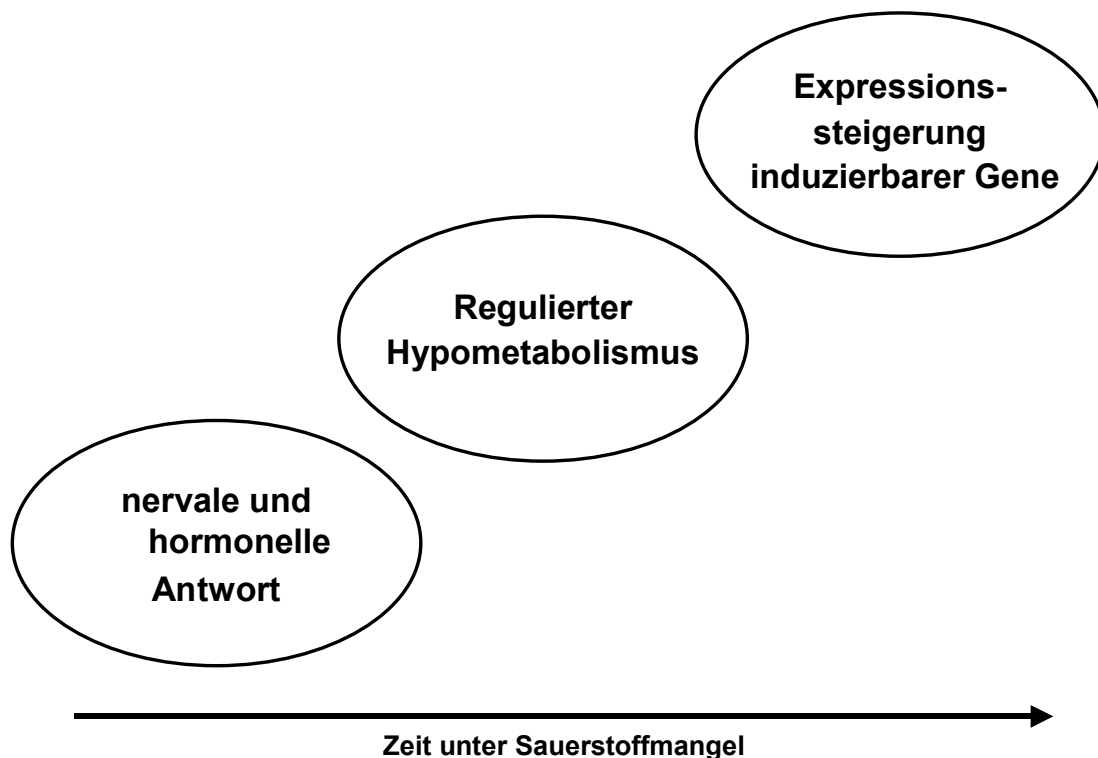 Expressions-
steigerung
induzierbarer Gene
Regulierter
Hypometabolismus
nervale und
hormonelle
Antwort
Zeit unter Sauerstoffmangel